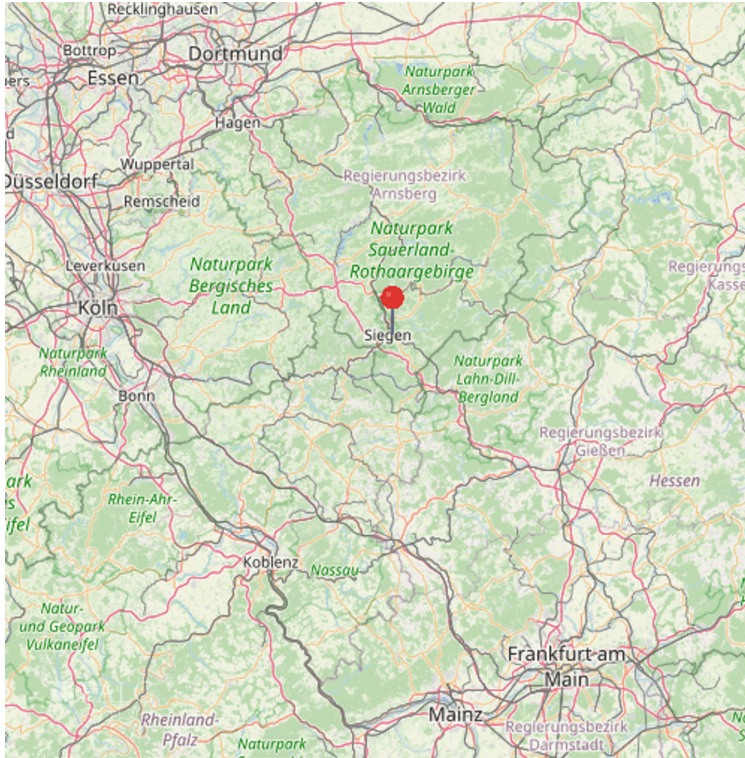 Recklinghausen
Bottrop
Dortmund
Essen
Naturpark
Arnsberger
Wald
Hagen
Wuppertal
Regierungsbezirk
Arnsberg
Düsseldorf
Remscheid
Naturpark
Sauerland-
Rothaargebirge
Leverkusen
Naturpark
Bergisches
Land
Köln
Siegen
Naturpark
Rheinland
Naturpark
Lahn-Dill-
Bergland
Bonn
Regierungsbezirk
Gießen
Hessen
Rhein-Ahr-
Eifel
Koblenz
Nassau
Natur-
und Geopark
Vulkaneifel
Frankfurt am
Main
Mainz
Rheinland-
Pfalz
Regierungsbezirk
Darmstadt
Naturpark